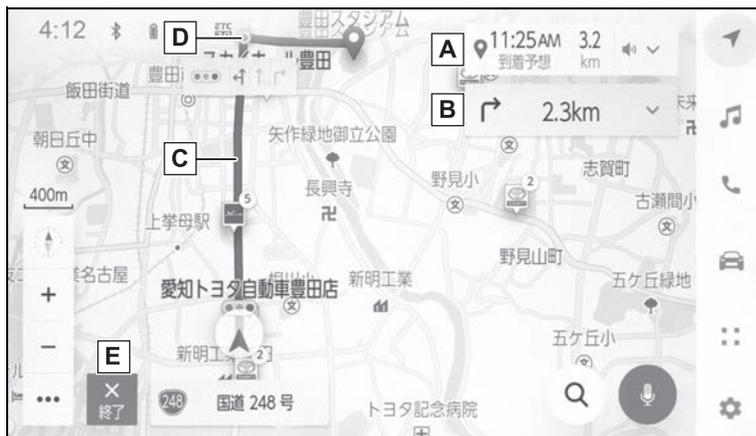 4:12
ETC
D
豊田スタジアム
A
11:25AM
3.2
到着予想
km
豊田
飯田街道
B
2.3km
C
矢作緑地御立公園
朝日丘中
文
志賀町
長興寺
野見小
2
古瀬間小
400m
5
上挙母駅
野見山町
名古屋
愛知トヨタ自動車豊田店
新明工業
五ケ丘緑地
E
終了
2
五ケ丘小
248
国道 248 号
トヨタ記念病院